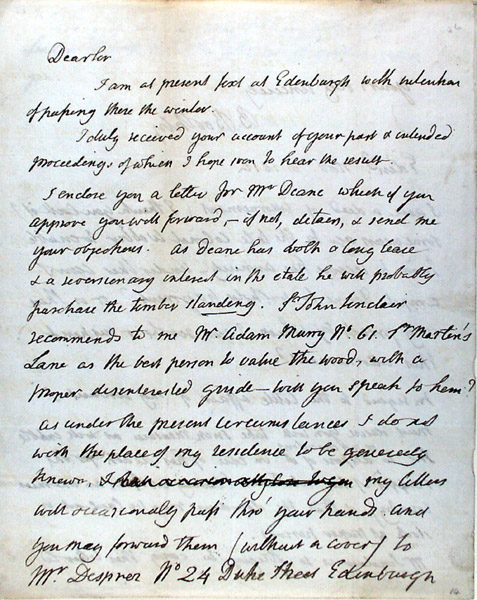 Dear Sir
I am at present fixt at Edenburgh with intention
of passing there the winter.
I duly received your account of your past & intended
proceedings of which I hope soon to hear the result.
I enclose you a letter for Mr Deane which if you
approve you will forward, – if not, detain, & send me
your objections. as Deane has both a long lease
& a reversionary interest in the etate he will probably
purchase the timber standing. Sr John Sinclair
recommends to me Mr. Adam Murry No. 61. St Martin's
Lane as the best person to value the wood, with a
proper disinterested guide – will you speak to him?
as under the present circumstances I do not
wish the place of my residence to be generally
known, & my letters
will occasionally pass thro' your hands and
you may forward them (without a cover) to
Mr Desprer No 24 Duke Street Edinburgh